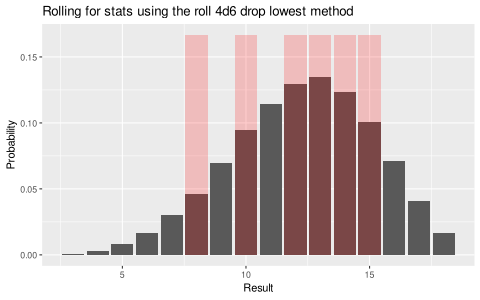 Rolling for stats using the roll 4d6 drop lowest method
0.15
0.10
0.05
0.00
Probability
5
10
15
Result